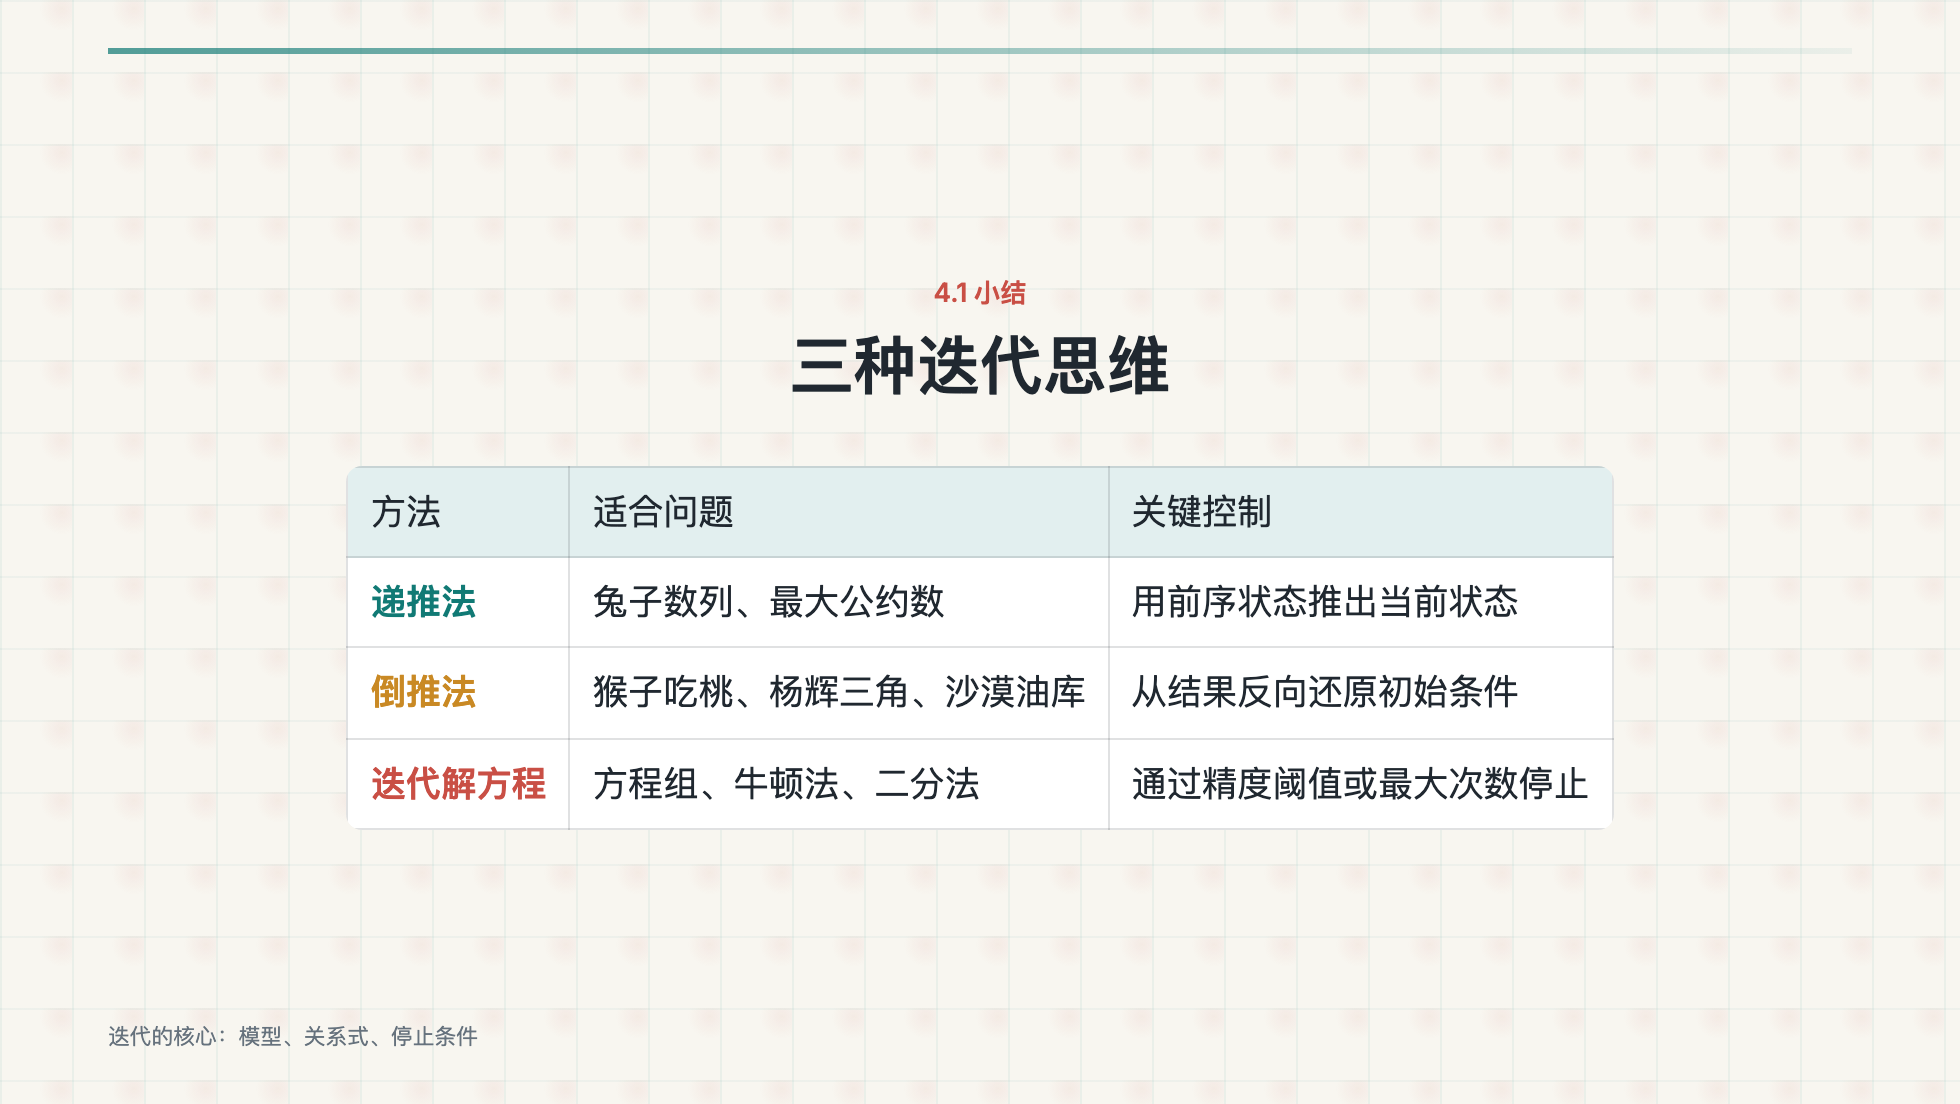 4.1 小结
三种迭代思维
方法 适合问题 关键控制
递推法 兔子数列、最大公约数 用前序状态推出当前状态
倒推法 猴子吃桃、杨辉三角、沙漠油库 从结果反向还原初始条件
迭代解方程 方程组、牛顿法、二分法 通过精度阈值或最大次数停止
迭代的核心：模型、关系式、停止条件